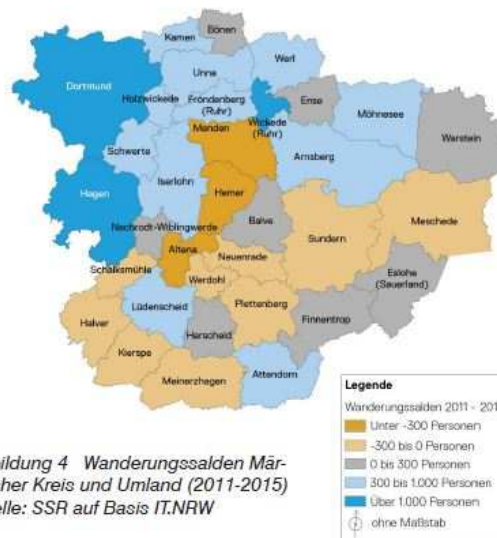 Bönen
Kamen
Unna
Werl
Dortmund
Holzwickede
Fröndenberg
(Ruhr)
Wickede
(Ruhr)
Ense
Möhnesee
Warstein
Schwerte
Menden
Arnsberg
Iserlohn
Hagen
Hemer
Nachrodt-Wiblingwerde
Balve
Sundern
Meschede
Altena
Neuenrade
Schalksmühle
Werdohl
Eslohe
(Sauerland)
Lüdenscheid
Plettenberg
Finnentrop
Halver
Herscheid
Kierspe
Attendorn
Meinerzhagen
Legende
Wanderungssalden 2011 - 201
Unter -300 Personen
-300 bis 0 Personen
0 bis 300 Personen
300 bis 1.000 Personen
Über 1.000 Personen
ohne Maßstab
bildung 4 Wanderungssalden Mär-
cher Kreis und Umland (2011-2015)
elle: SSR auf Basis IT.NRW